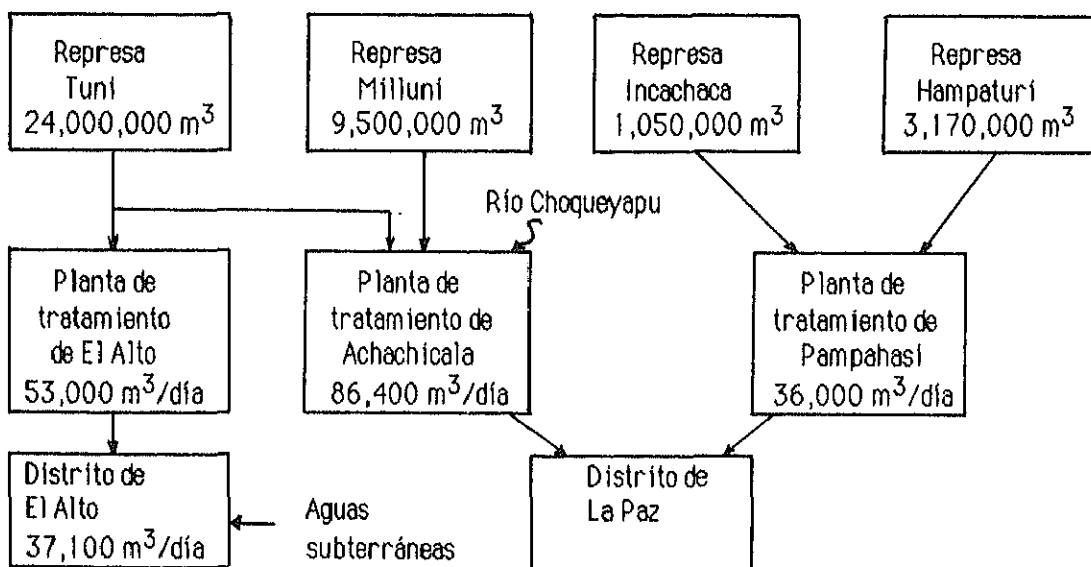 Represa
Tuni
24,000,000 m³
Represa
Milluni
9,500,000 m³
Represa
Incachaca
1,050,000 m³
Represa
Hampaturi
3,170,000 m³
Río Choqueyapu
Planta de
tratamiento
de El Alto
53,000 m³/día
Planta de
tratamiento de
Achachicala
86,400 m³/día
Planta de
tratamiento de
Pampahasi
36,000 m³/día
Distrito de
El Alto
37,100 m³/día
Aguas
subterráneas
Distrito de
La Paz